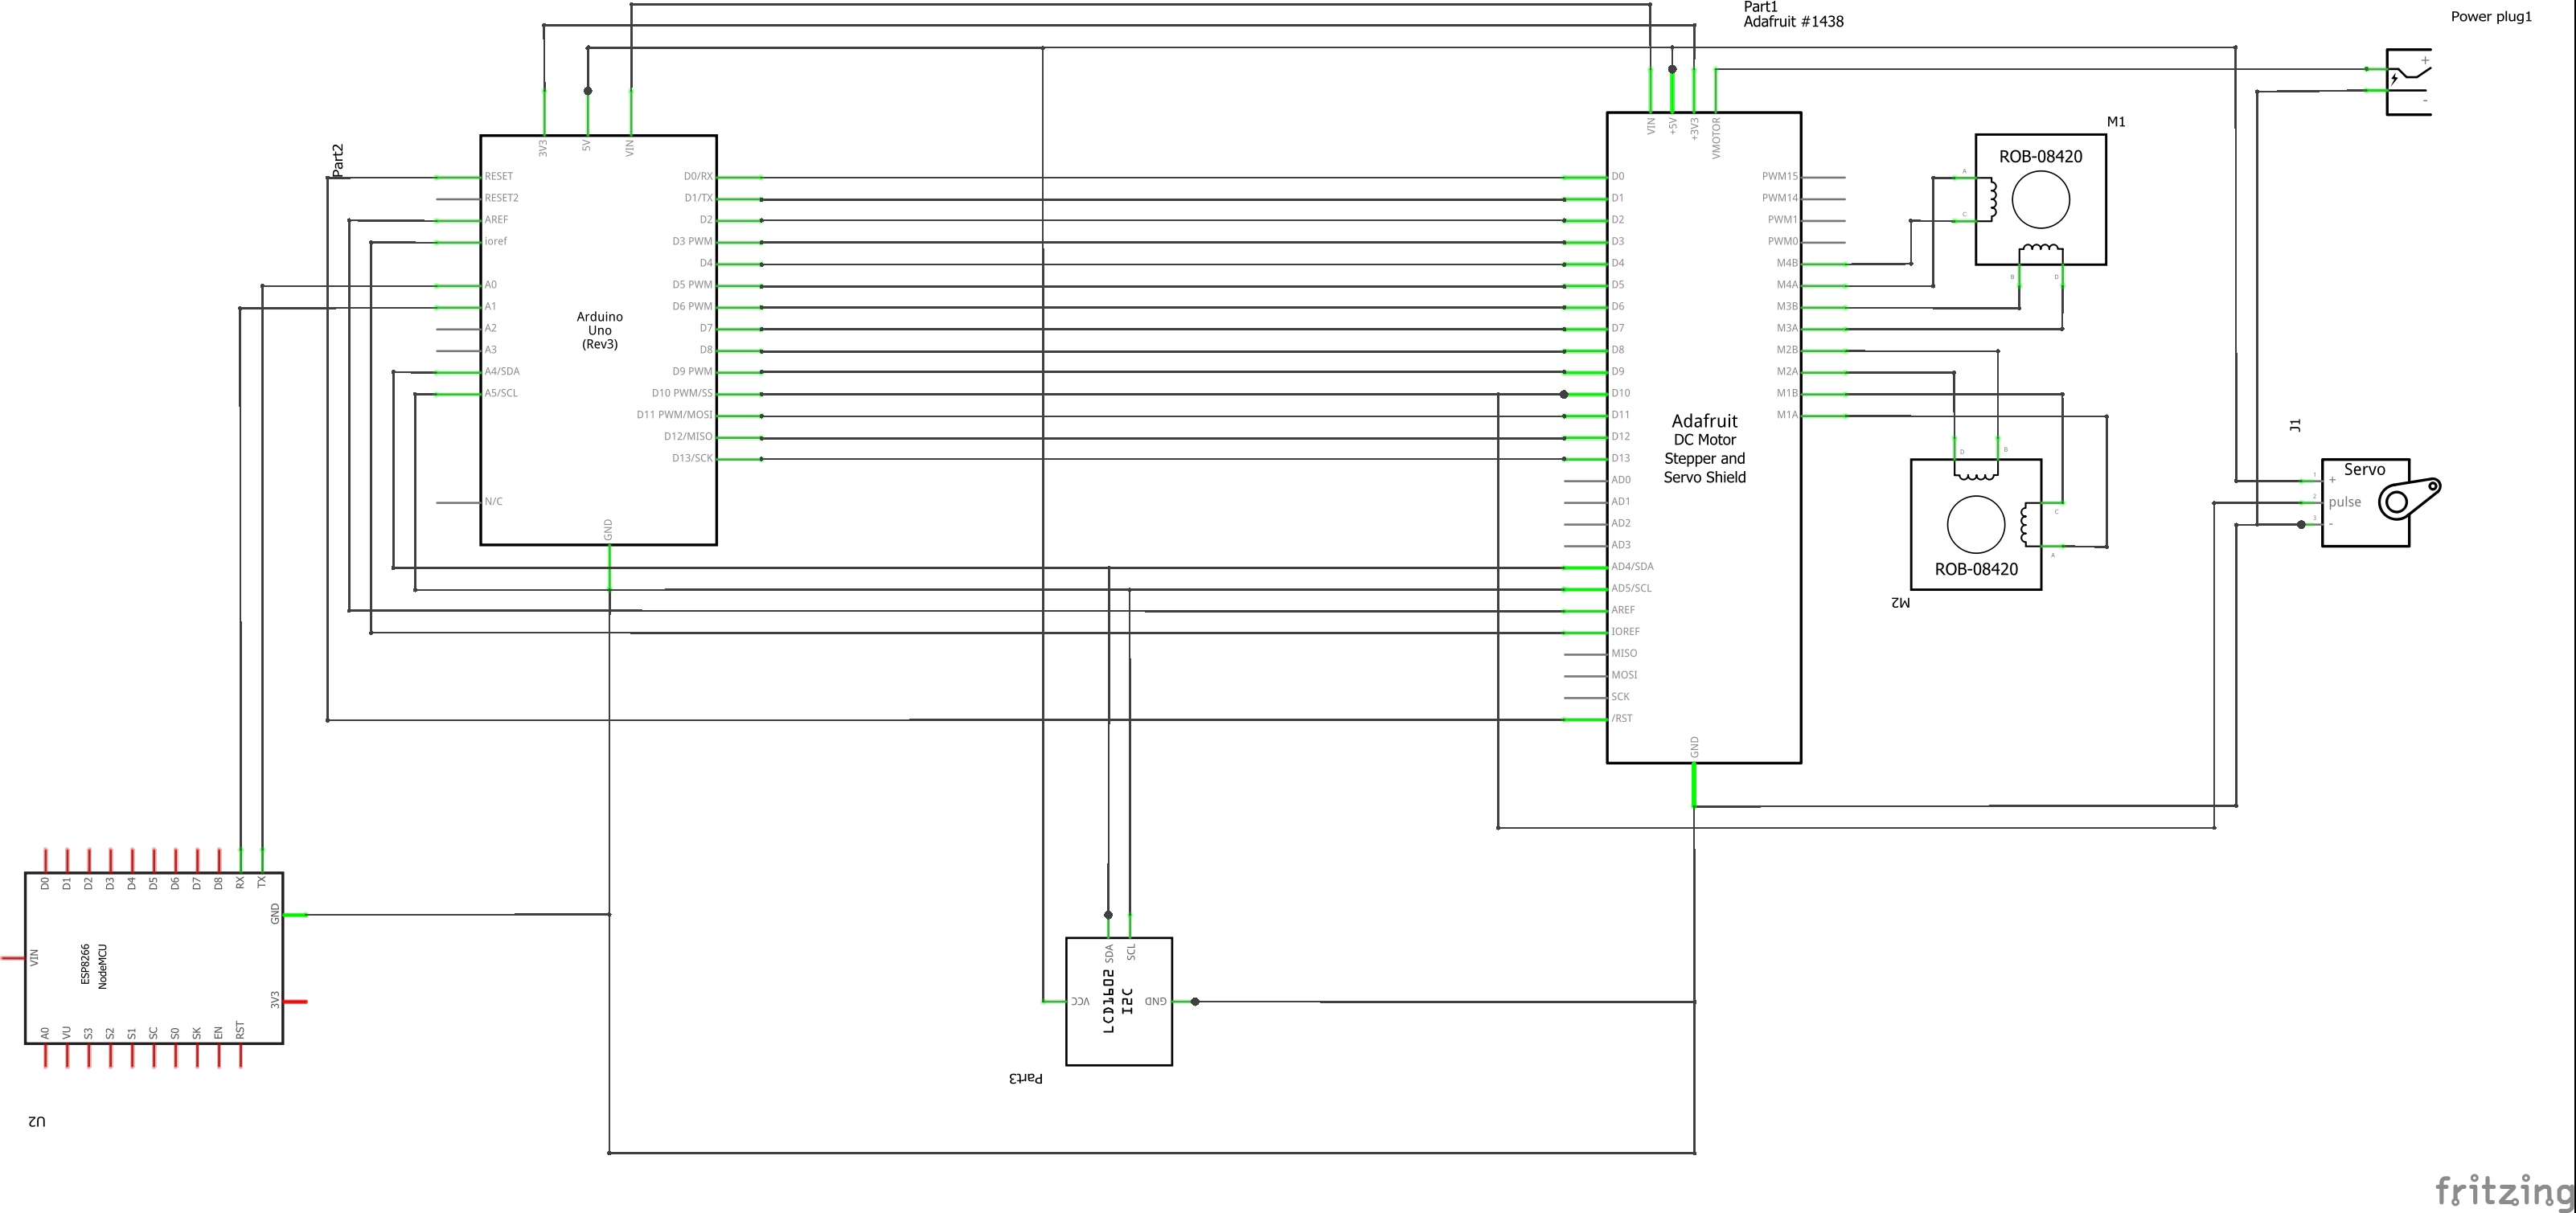 Part1
Adafruit #1438
Power plug1
+
-
Part2
3V3
5V
VIN
RESET
RESET2
AREF
ioref
A0
A1
A2
A3
A4/SDA
A5/SCL
N/C
Arduino
Uno
(Rev3)
D0/RX
D1/TX
D2
D3 PWM
D4
D5 PWM
D6 PWM
D7
D8
D9 PWM
D10 PWM/SS
D11 PWM/MOSI
D12/MISO
D13/SCK
GND
VIN
+5V
+3V3
VMOTOR
D0
D1
D2
D3
D4
D5
D6
D7
D8
D9
D10
D11
D12
D13
AD0
AD1
AD2
AD3
AD4/SDA
AD5/SCL
AREF
IOREF
MISO
MOSI
SCK
/RST
GND
Adafruit
DC Motor
Stepper and
Servo Shield
PWM15
PWM14
PWM1
PWM0
M4B
M4A
M3B
M3A
M2B
M2A
M1B
M1A
M1
ROB-08420
A
C
B
D
D
B
C
A
ROB-08420
M2
J1
Servo
1
+
2
pulse
3
-
D0
D1
D2
D3
D4
D5
D6
D7
D8
RX
TX
GND
VIN
ESP8266
NodeMCU
3V3
A0
VU
S3
S2
S1
SC
S0
SK
EN
RST
U2
SDA
SCL
VCC
LCD1602
I2C
GND
Part3
fritzing